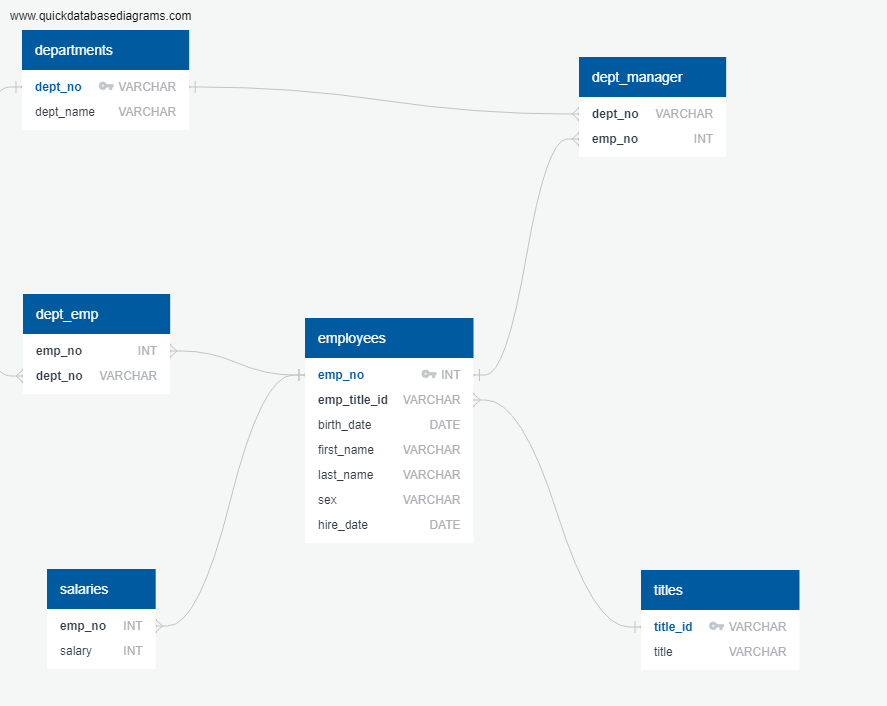 www.quickdatabasediagrams.com
departments
dept_no VARCHAR
dept_name VARCHAR
dept_manager
dept_no VARCHAR
emp_no INT
dept_emp
emp_no INT
dept_no VARCHAR
employees
emp_no INT
emp_title_id VARCHAR
birth_date DATE
first_name VARCHAR
last_name VARCHAR
sex VARCHAR
hire_date DATE
salaries
emp_no INT
salary INT
titles
title_id VARCHAR
title VARCHAR